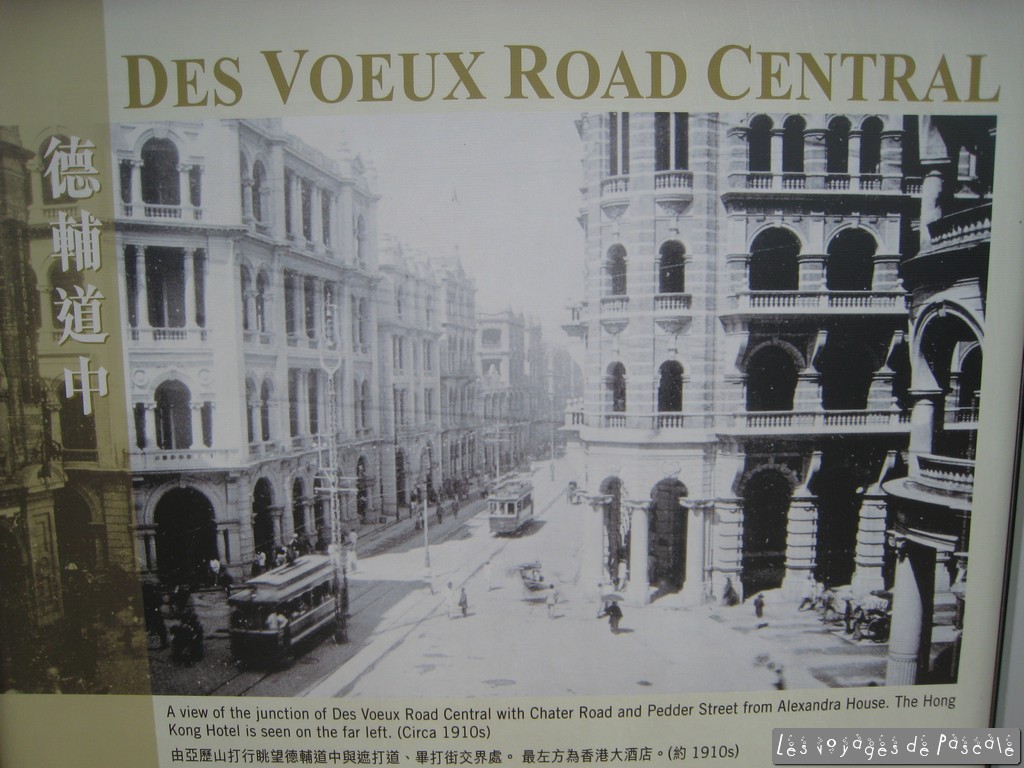 DES VOEUX ROAD CENTRAL
德輔道中
A view of the junction of Des Voeux Road Central with Chater Road and Pedder Street from Alexandra House. The Hong
Kong Hotel is seen on the far left. (Circa 1910s)
由亞歷山打行眺望德輔道中與遮打道、畢打街交界處。 最左方為香港大酒店。(約 1910s)
Les voyages de Pascale